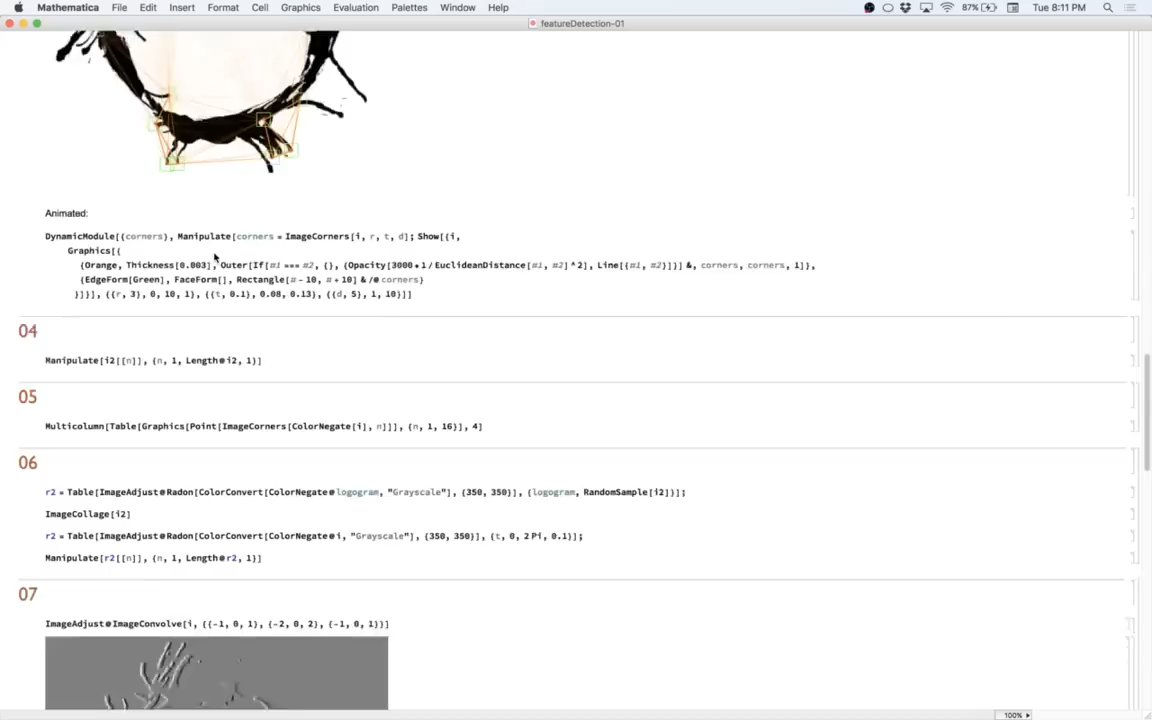 Mathematica File Edit Insert Format Cell Graphics Evaluation Palettes Window Help 87% Tue 8:11 PM
featureDetection-01
Animated:
DynamicModule[{corners}, Manipulate[corners = ImageCorners[i, r, t, d]; Show[{i,
Graphics[{
{Orange, Thickness[0.003], Outer[If[#1 === #2, {}, {Opacity[3000*1/EuclideanDistance[#1, #2]^2], Line[{#1, #2}]}] &, corners, corners, 1]},
{EdgeForm[Green], FaceForm[], Rectangle[# - 10, # + 10] & /@ corners}
}]}], {{r, 3}, 0, 10, 1}, {{t, 0.1}, 0.08, 0.13}, {{d, 5}, 1, 10}]]
04
Manipulate[i2[[n]], {n, 1, Length@i2, 1}]
05
Multicolumn[Table[Graphics[Point[ImageCorners[ColorNegate[i], n]]], {n, 1, 16}], 4]
06
r2 = Table[ImageAdjust@Radon[ColorConvert[ColorNegate@logogram, "Grayscale"], {350, 350}], {logogram, RandomSample[i2]}];
ImageCollage[i2]
r2 = Table[ImageAdjust@Radon[ColorConvert[ColorNegate@i, "Grayscale"], {350, 350}], {t, 0, 2 Pi, 0.1}];
Manipulate[r2[[n]], {n, 1, Length@r2, 1}]
07
ImageAdjust@ImageConvolve[i, {{-1, 0, 1}, {-2, 0, 2}, {-1, 0, 1}}]
100%